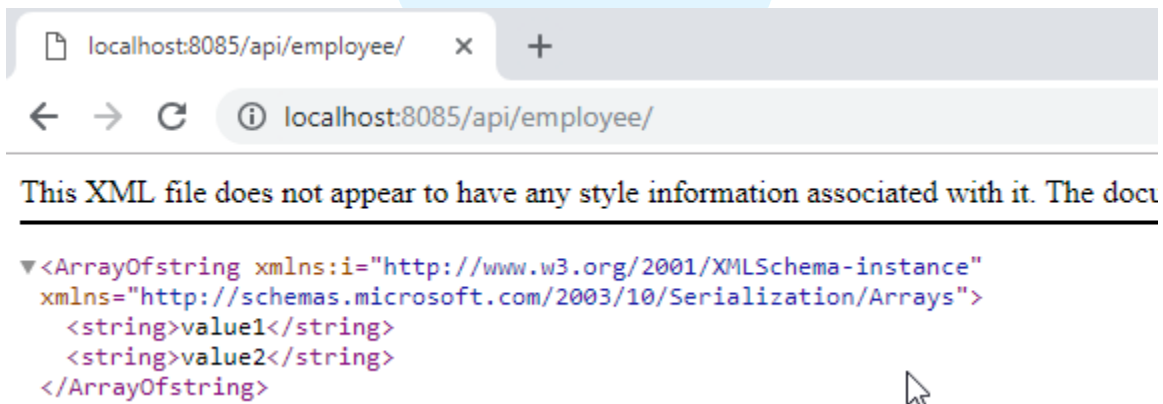 localhost:8085/api/employee/
localhost:8085/api/employee/
This XML file does not appear to have any style information associated with it. The
▼<ArrayOfstring xmlns:i="http://www.w3.org/2001/XMLSchema-instance"
xmlns="http://schemas.microsoft.com/2003/10/Serialization/Arrays">
<string>value1</string>
<string>value2</string>
</ArrayOfstring>